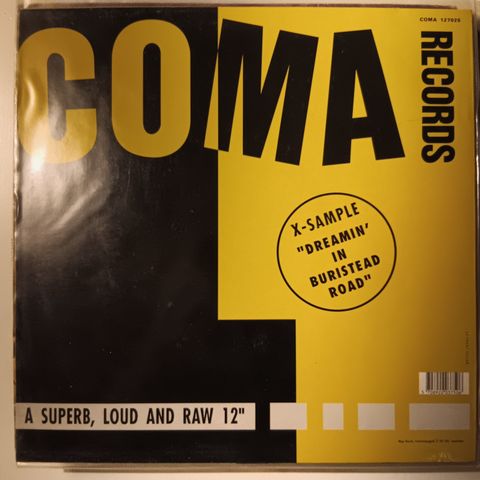 COMA 127025
COMA
RECORDS
X-SAMPLE
"DREAMIN'
IN
BURISTEAD
ROAD"
A SUPERB, LOUD AND RAW 12"